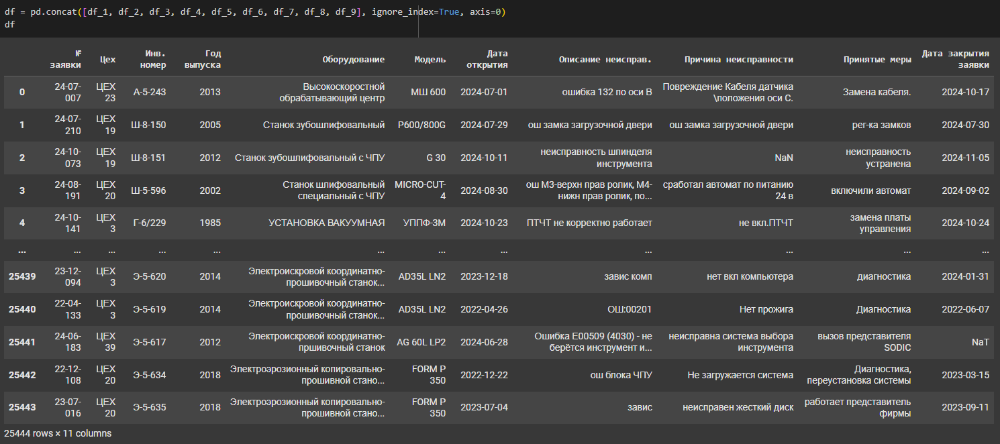 df = pd.concat([df_1, df_2, df_3, df_4, df_5, df_6, df_7, df_8, df_9], ignore_index=True, axis=0)
df
№ заявки Цех Инв. номер Год выпуска Оборудование Модель Дата открытия Описание неисправ. Причина неисправности Принятые меры Дата закрытия заявки
0 24-07-007 ЦЕХ 23 А-5-243 2013 Высокоскоростной обрабатывающий центр МШ 600 2024-07-01 ошибка 132 по оси В Повреждение Кабеля датчика \положения оси С. Замена кабеля. 2024-10-17
1 24-07-210 ЦЕХ 19 Ш-8-150 2005 Станок зубошлифовальный P600/800G 2024-07-29 ош замка загрузочной двери ош замка загрузочной двери рег-ка замков 2024-07-30
2 24-10-073 ЦЕХ 19 Ш-8-151 2012 Станок зубошлифовальный с ЧПУ G 30 2024-10-11 неисправность шпинделя инструмента NaN неисправность устранена 2024-11-05
3 24-08-191 ЦЕХ 20 Ш-5-596 2002 Станок шлифовальный специальный с ЧПУ MICRO-CUT-4 2024-08-30 ош М3-верхн прав ролик, М4-нижн прав ролик, по... сработал автомат по питанию 24 в включили автомат 2024-09-02
4 24-10-141 ЦЕХ 3 Г-6/229 1985 УСТАНОВКА ВАКУУМНАЯ УППФ-3М 2024-10-23 ПТЧТ не корректно работает не вкл.ПТЧТ замена платы управления 2024-10-24
... ... ... ... ... ... ... ... ... ... ... ...
25439 23-12-094 ЦЕХ 3 Э-5-620 2014 Электроискровой координатно-прошивочный станок... AD35L LN2 2023-12-18 завис комп нет вкл компьютера диагностика 2024-01-31
25440 22-04-133 ЦЕХ 3 Э-5-619 2014 Электроискровой координатно-прошивочный станок... AD35L LN2 2022-04-26 ОШ:00201 Нет прожига Диагностика 2022-06-07
25441 24-06-183 ЦЕХ 39 Э-5-617 2012 Электроискровой координатно-пршивочный станок AG 60L LP2 2024-06-28 Ошибка Е00509 (4030) - не берётся инструмент и... неисправна система выбора инструмента вызов представителя SODIC NaT
25442 22-12-108 ЦЕХ 20 Э-5-634 2018 Электроэрозионный копировально-прошивной стано... FORM P 350 2022-12-22 ош блока ЧПУ Не загружается система Диагностика, переустановка системы 2023-03-15
25443 23-07-016 ЦЕХ 20 Э-5-635 2018 Электроэрозионный копировально-прошивной стано... FORM P 350 2023-07-04 завис неисправен жесткий диск работает представитель фирмы 2023-09-11
25444 rows × 11 columns